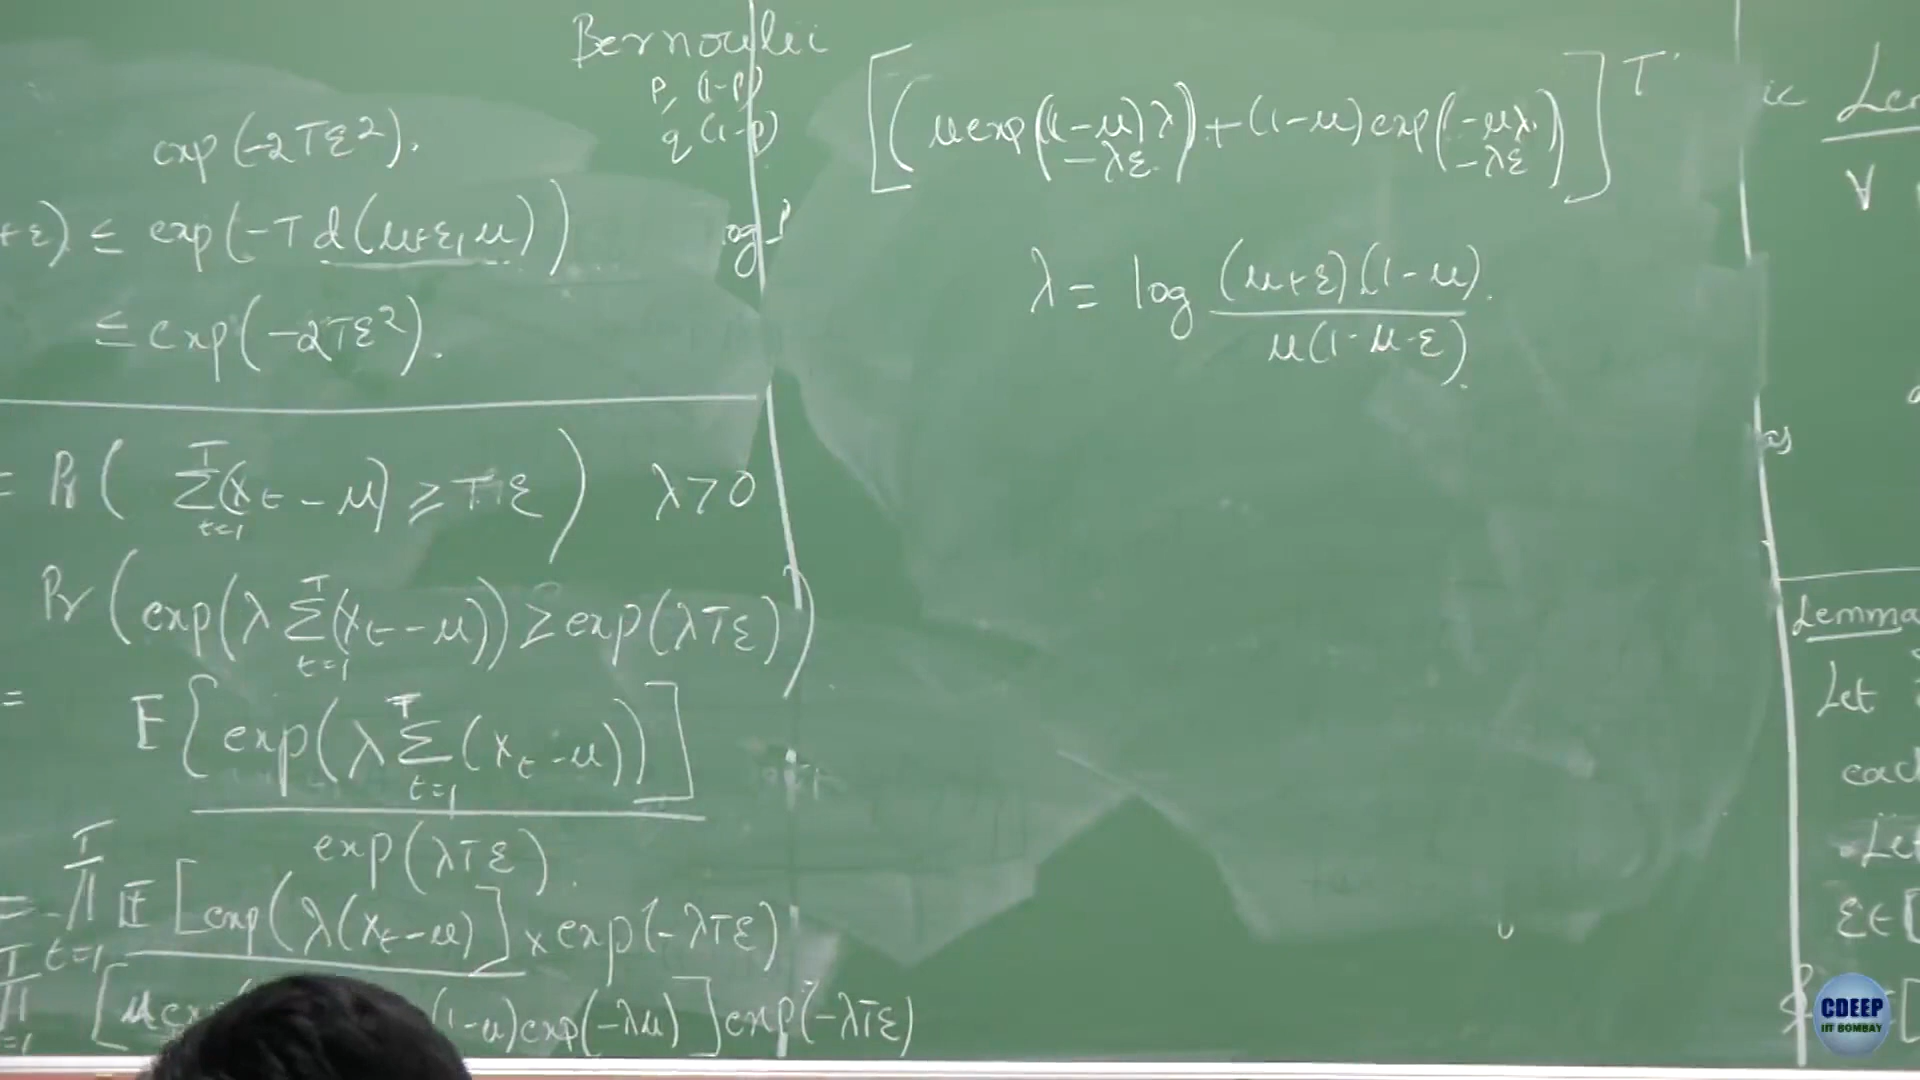 exp(-2Tε²).
+ε) ≤ exp(-T d(μ+ε, μ))
≤ exp(-2Tε²).
= Pr( Σ_{t=1}^{T} (X_t - μ) ≥ Tε ) λ>0
Pr( exp(λ Σ_{t=1}^{T} (X_t - μ)) ≥ exp(λTε) )
= E[ exp(λ Σ_{t=1}^{T} (X_t - μ)) ]
exp(λTε).
= Π_{t=1}^{T} E[exp(λ(X_t - μ)] × exp(-λTε)
(1-μ)exp(-λμ)] exp(-λTε)
Bernoulii
p, (1-p)
q (1-p)
[(μ exp((1-μ)λ - λε) + (1-μ) exp(-μλ - λε))]^T
λ = log (μ+ε)(1-μ).
μ(1-μ-ε).
∀
Lemma
Let
ε∈[
CDEEP
IIT BOMBAY